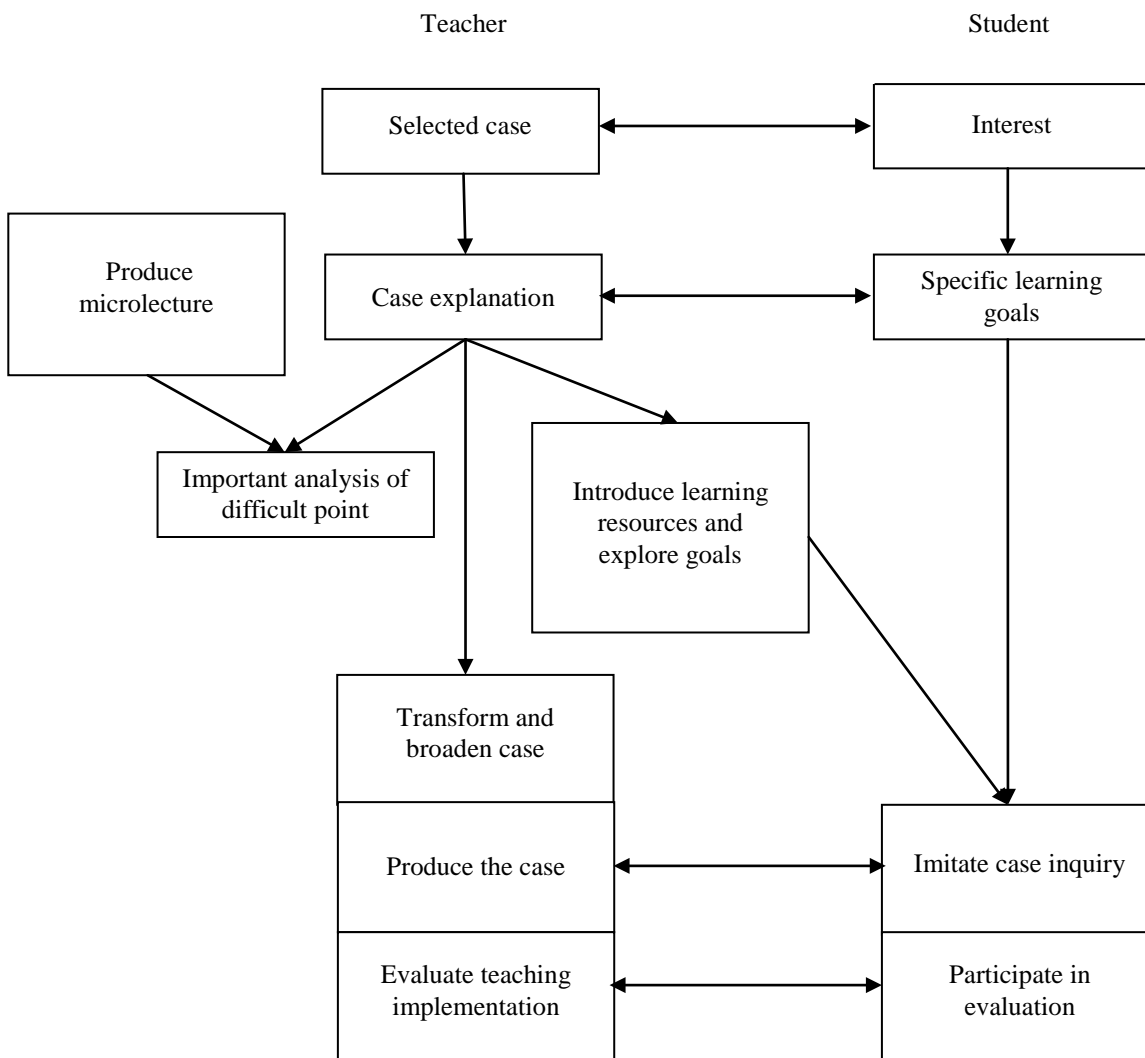 Teacher
Student
Selected case
Interest
Produce
microlecture
Case explanation
Specific learning
goals
Important analysis of
difficult point
Introduce learning
resources and
explore goals
Transform and
broaden case
Produce the case
Imitate case inquiry
Evaluate teaching
implementation
Participate in
evaluation